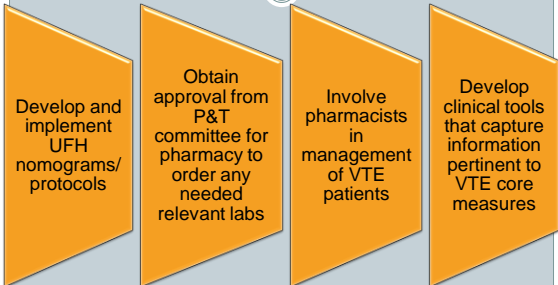 Develop and
implement
UFH
nomograms/
protocols
Obtain
approval from
P&T
committee for
pharmacy to
order any
needed
relevant labs
Involve
pharmacists
in
management
of VTE
patients
Develop
clinical tools
that capture
information
pertinent to
VTE core
measures